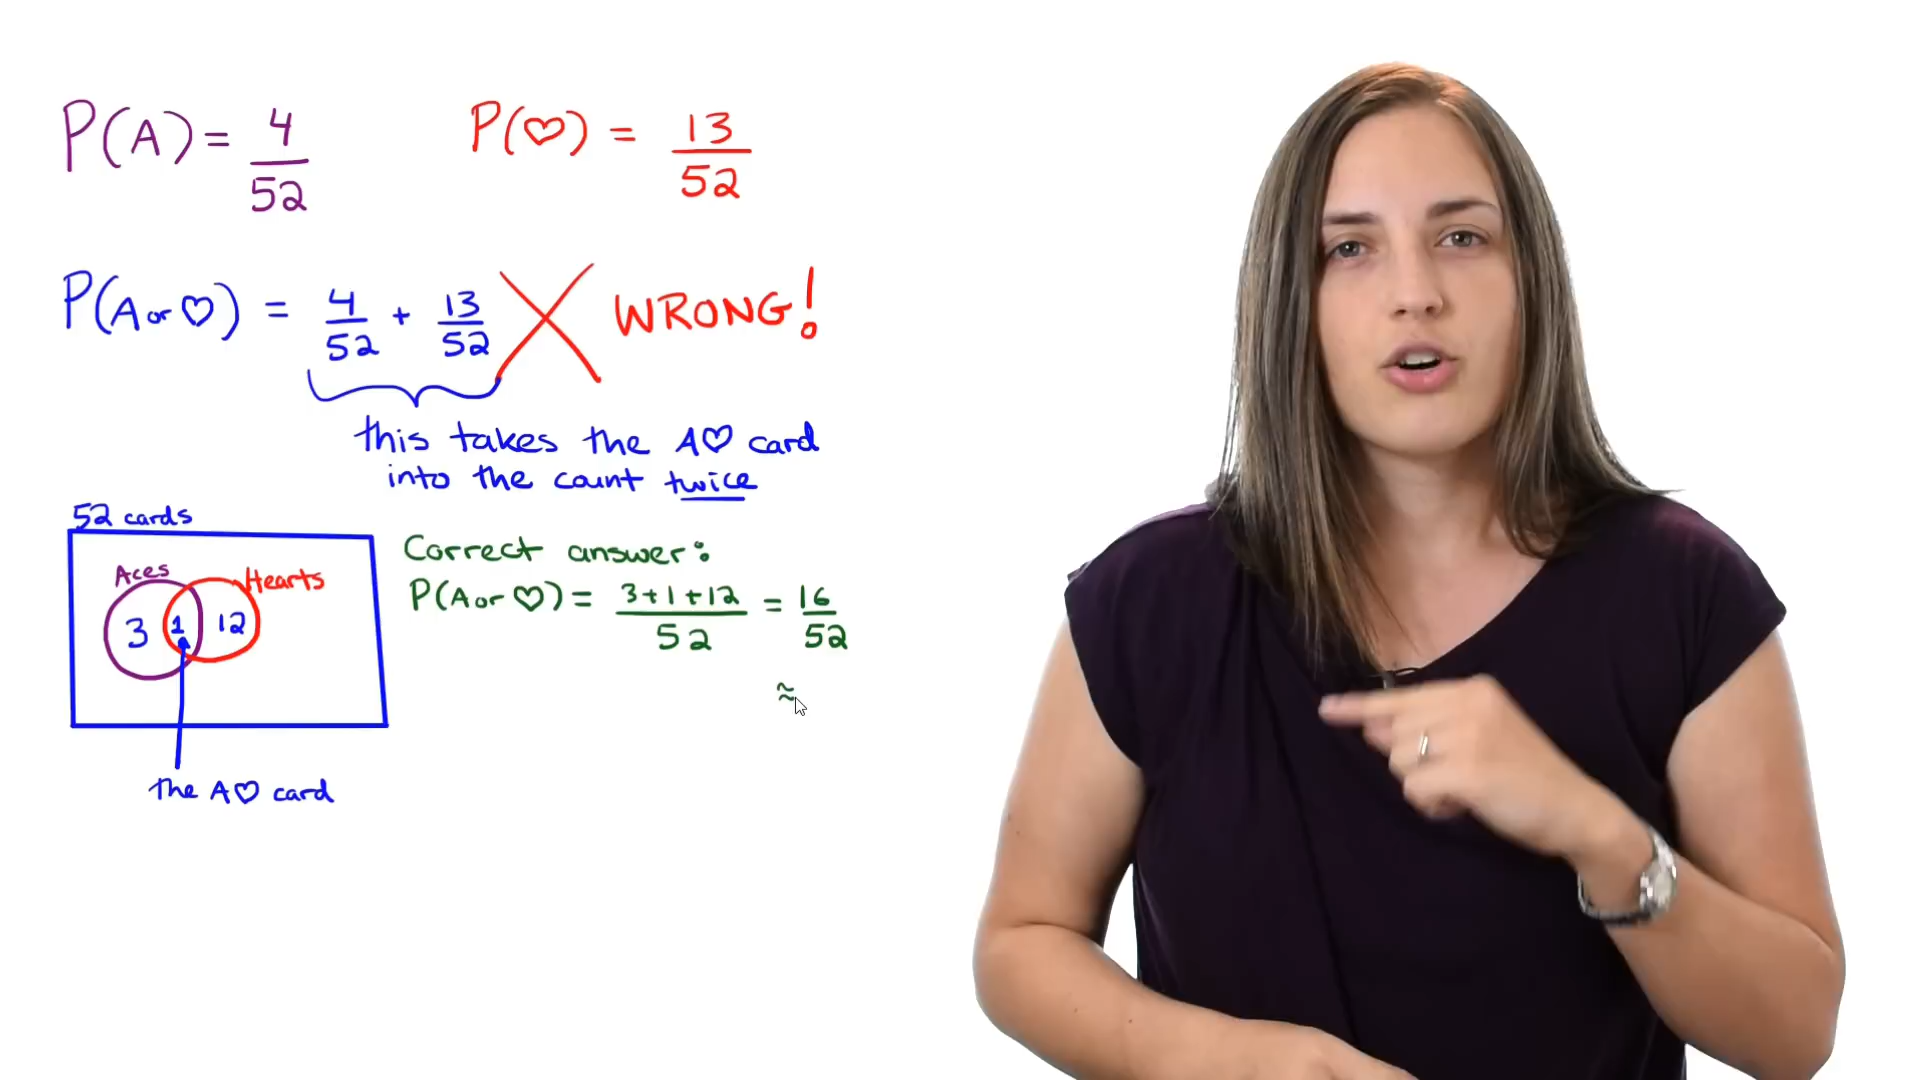 P(A) = 4/52
P(♡) = 13/52
P(A or ♡) = 4/52 + 13/52 WRONG!
this takes the A♡ card
into the count twice
52 cards
Correct answer:
Aces
Hearts
P(A or ♡) = 3+1+12/52 = 16/52
3 1 12
≈
the A♡ card